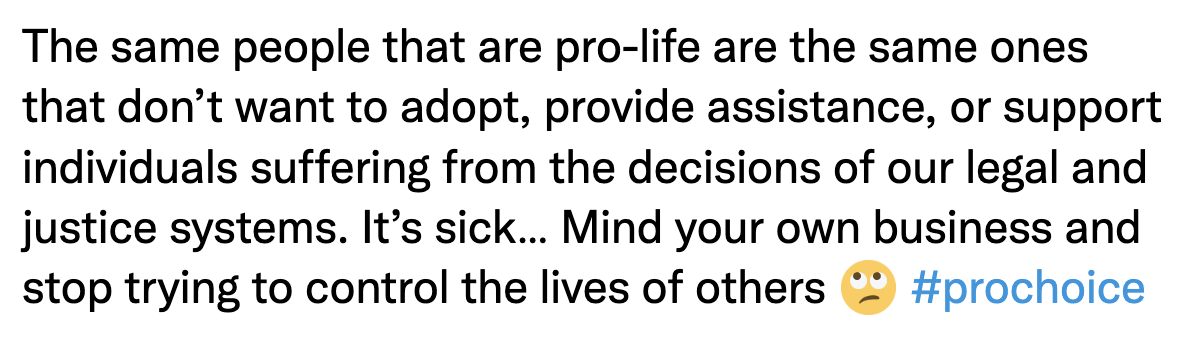 The same people that are pro-life are the same ones
that don’t want to adopt, provide assistance, or support
individuals suffering from the decisions of our legal and
justice systems. It’s sick... Mind your own business and
stop trying to control the lives of others 🙄 #prochoice